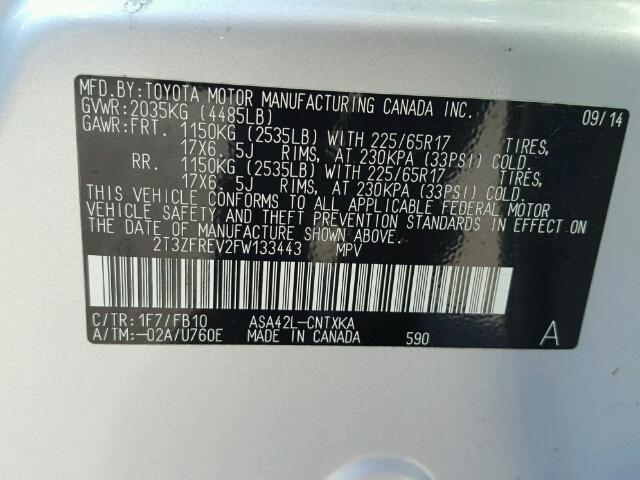 MFD.BY:TOYOTA MOTOR MANUFACTURING CANADA INC.
GVWR:2035KG (4485LB) 09/14
GAWR:FRT. 1150KG (2535LB) WITH 225/65R17 TIRES,
17X6. 5J RIMS, AT 230KPA (33PSI) COLD.
RR. 1150KG (2535LB) WITH 225/65R17 TIRES,
17X6. 5J RIMS, AT 230KPA (33PSI) COLD.
THIS VEHICLE CONFORMS TO ALL APPLICABLE FEDERAL MOTOR
VEHICLE SAFETY AND THEFT PREVENTION STANDARDS IN EFFECT ON
THE DATE OF MANUFACTURE SHOWN ABOVE.
2T3ZFREV2FW133443 MPV
C/TR:1F7/FB10 ASA42L-CNTXKA
A/TM:-02A/U760E MADE IN CANADA 590 A